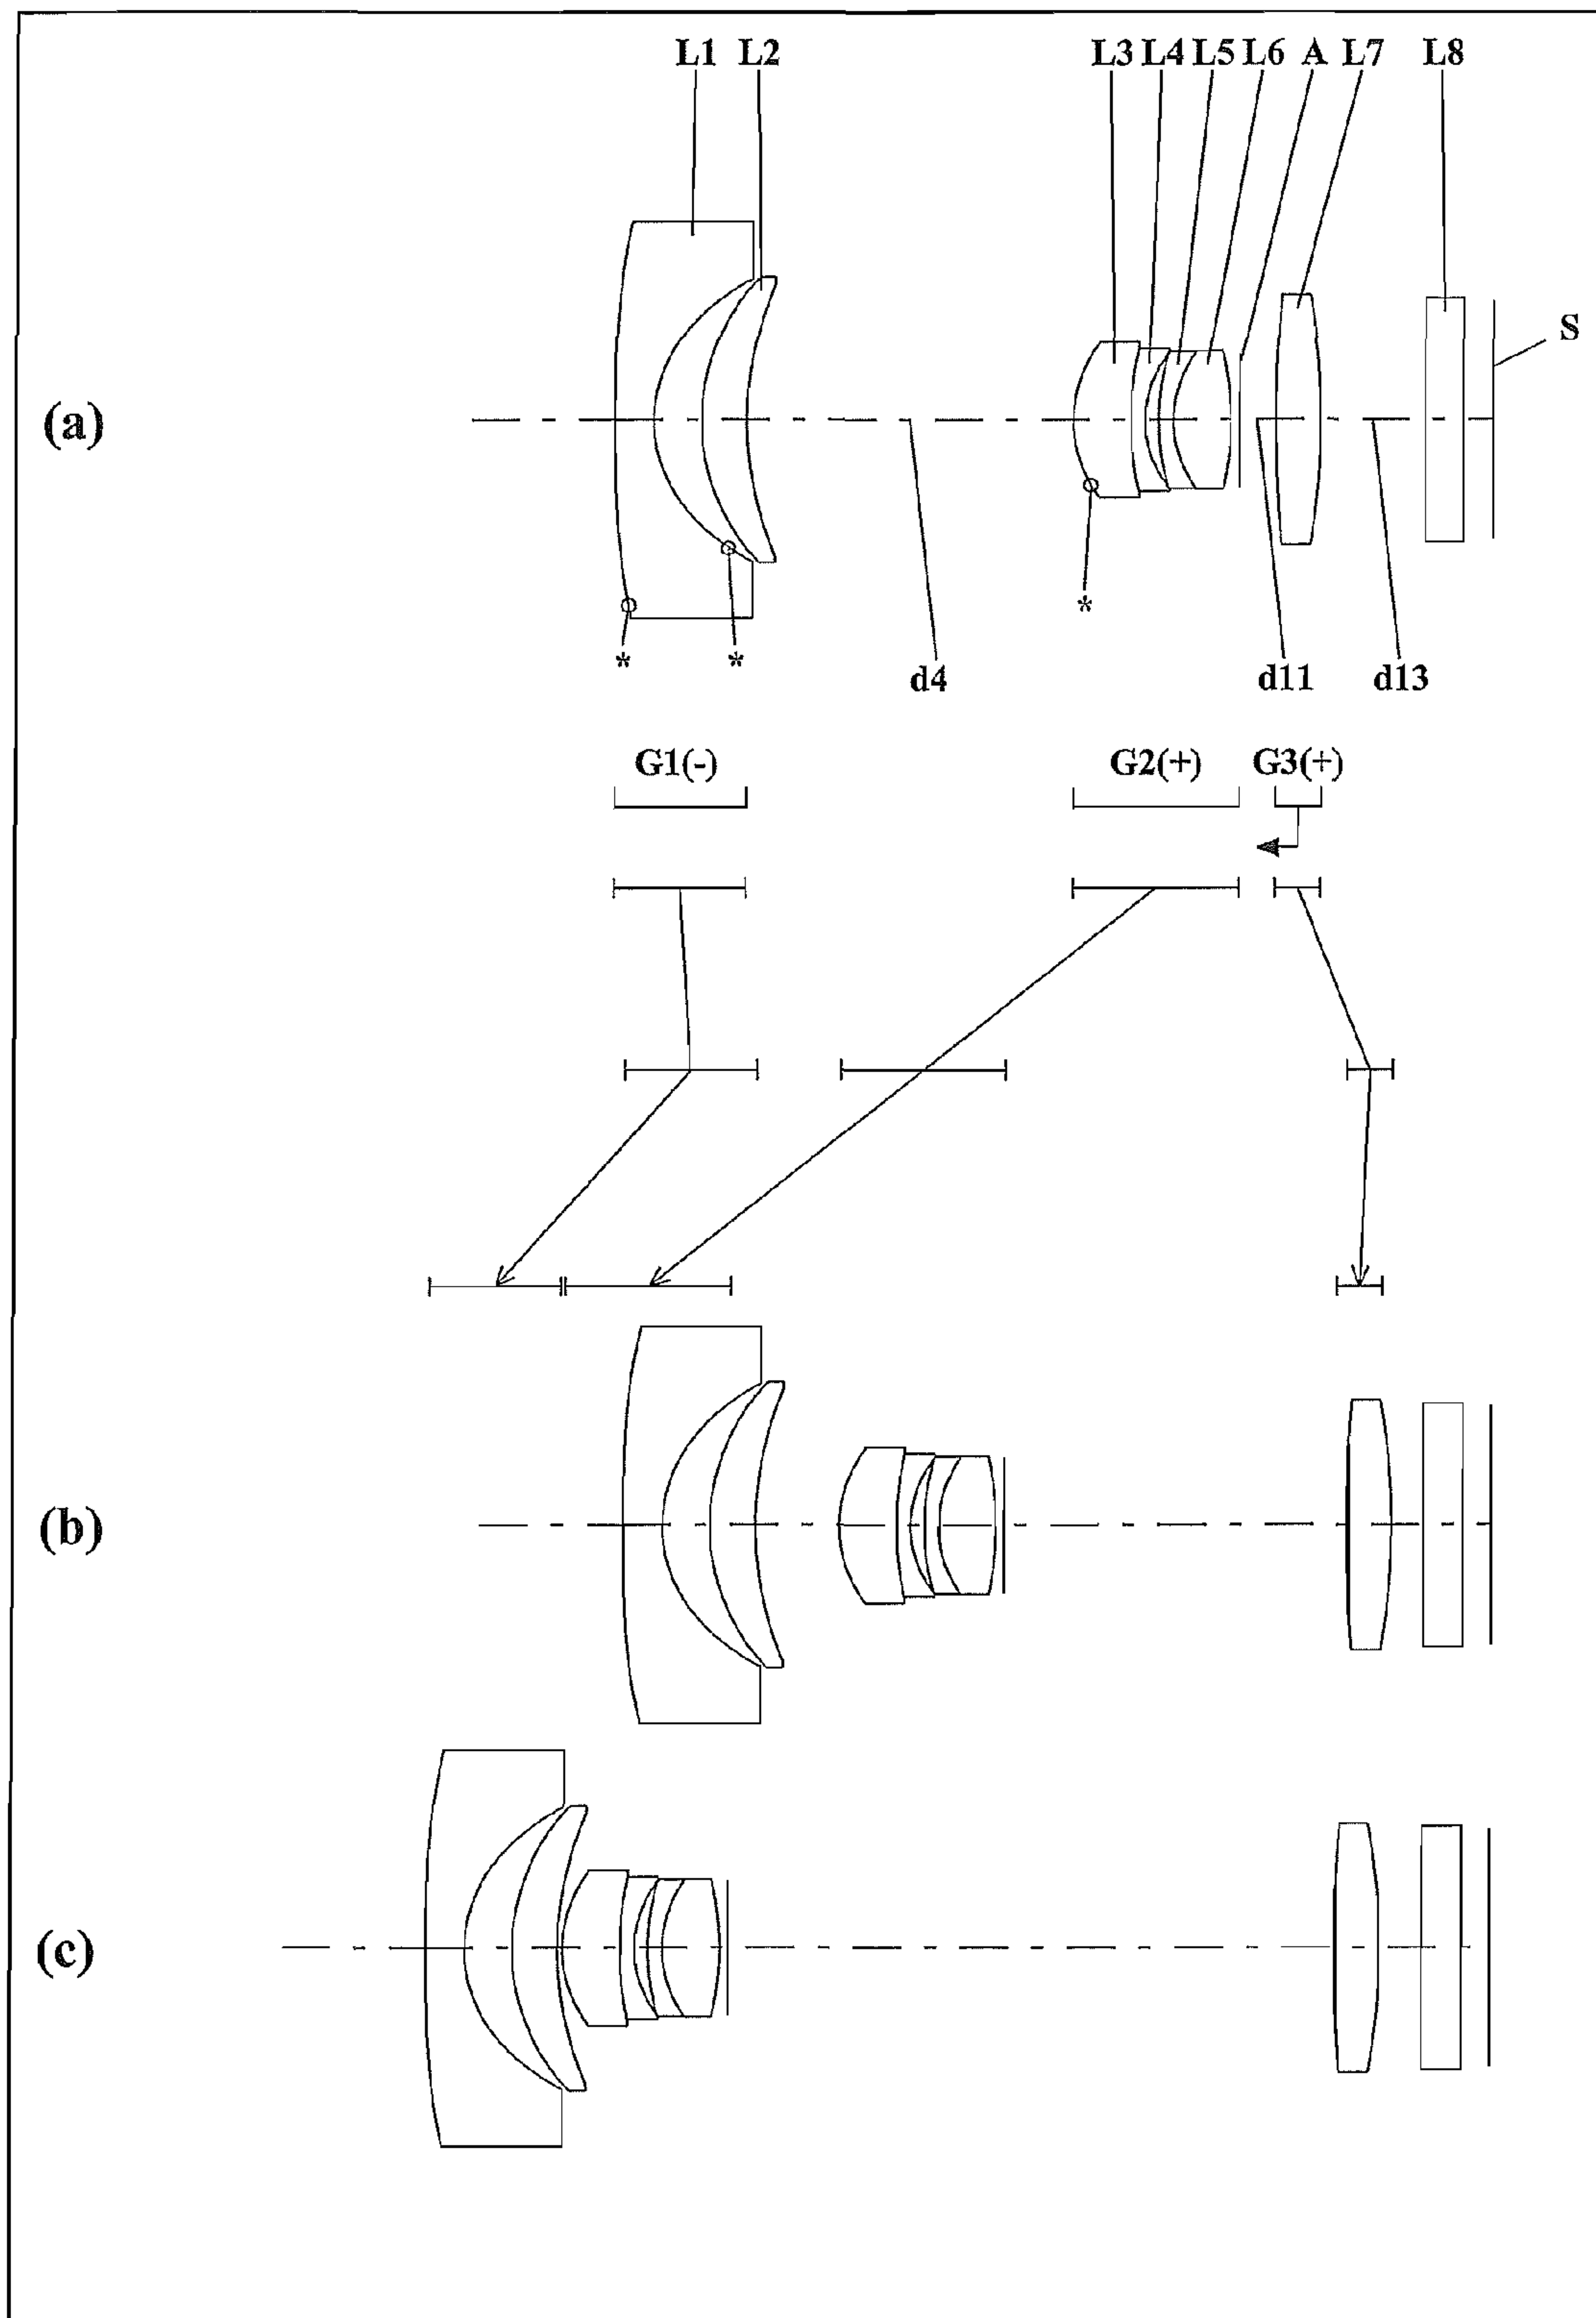 L1 L2 L3 L4 L5 L6 A L7 L8
S
(a)
* * *
d4 d11 d13
G1(-) G2(+) G3(+)
(b)
(c)